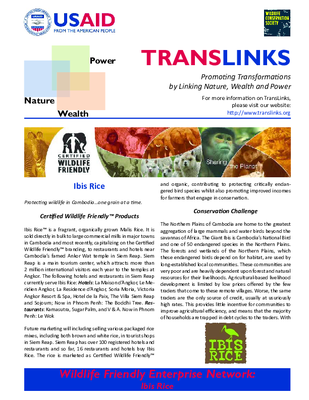 USAID
FROM THE AMERICAN PEOPLE
WILDLIFE
CONSERVATION
SOCIETY
Power
Nature
Wealth
TRANSLINKS
Promoting Transformations
by Linking Nature, Wealth and Power
For more information on TransLinks,
please visit our website:
http://www.translinks.org
CERTIFIED
WILDLIFE
FRIENDLY
Sharing
the Planet
Ibis Rice
Protecting wildlife in Cambodia...one grain at a time.
Certified Wildlife Friendly™ Products
Ibis Rice™ is a fragrant, organically grown Malis Rice. It is
sold directly in bulk to large commercial mills in major towns
in Cambodia and most recently, capitalizing on the Certified
Wildlife Friendly™ branding, to restaurants and hotels near
Cambodia's famed Ankor Wat temple in Siem Reap. Siem
Reap is a main tourism center, which attracts more than
2 million international visitors each year to the temples at
Angkor. The following hotels and restaurants in Siem Reap
currently serve Ibis Rice: Hotels: La Maison d'Angkor, Le Me-
ridien Angkor, La Residence d'Angkor, Soria Moria, Victoria
Angkor Resort & Spa, Hotel de la Paix, The Villa Siem Reap
and Sojourn; Now in Phnom Penh: The Boddhi Tree. Res-
taurants: Kamasutra, Sugar Palm, and V & A. Now in Phnom
Penh: Le Wok
Future marketing will include selling various packaged rice
mixes, including both brown and white rice, in tourist shops
in Siem Reap. Siem Reap has over 100 registered hotels and
restaurants and so far, 16 restaurants and hotels buy Ibis
Rice. The rice is marketed as Certified Wildlife Friendly™
and organic, contributing to protecting critically endan-
gered bird species whilst also promoting improved incomes
for farmers that engage in conservation.
Conservation Challenge
The Northern Plains of Cambodia are home to the greatest
aggregation of large mammals and water birds beyond the
savannas of Africa. The Giant Ibis is Cambodia's National Bird
and one of 50 endangered species in the Northern Plains.
The forests and wetlands of the Northern Plains, which
these endangered birds depend on for habitat, are used by
long-established local communities. These communities are
very poor and are heavily dependent upon forest and natural
resources for their livelihoods. Agricultural-based livelihood
development is limited by low prices offered by the few
traders that come to these remote villages. Worse, the same
traders are the only source of credit, usually at usuriously
high rates. This provides little incentive for communities to
improve agricultural efficiency, and means that the majority
of households are trapped in debt cycles to the traders. With
IBIS
RICE
Wildlife Friendly Enterprise Network:
Ibis Rice